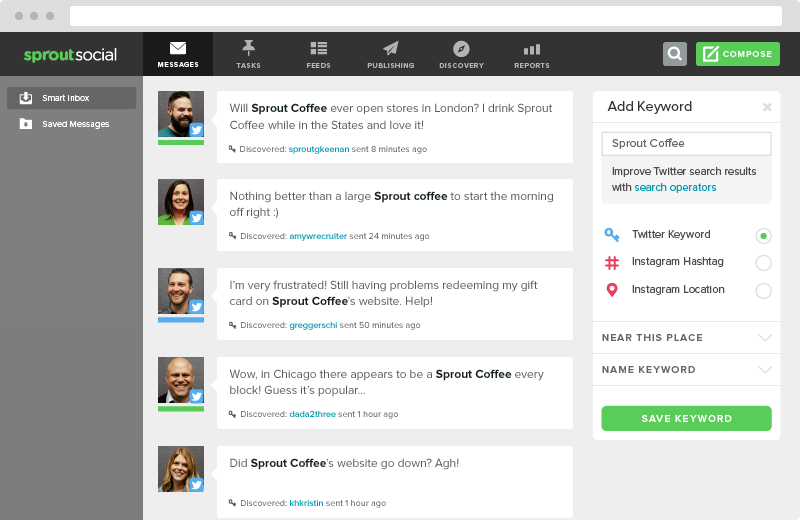 sproutsocial
MESSAGES
TASKS
FEEDS
PUBLISHING
DISCOVERY
REPORTS
COMPOSE
Smart Inbox
Saved Messages
Will Sprout Coffee ever open stores in London? I drink Sprout
Coffee while in the States and love it!
Discovered: sproutgkeenan sent 8 minutes ago
Nothing better than a large Sprout coffee to start the morning
off right :)
Discovered: amywrecruiter sent 24 minutes ago
I'm very frustrated! Still having problems redeeming my gift
card on Sprout Coffee's website. Help!
Discovered: greggerschi sent 50 minutes ago
Wow, in Chicago there appears to be a Sprout Coffee every
block! Guess it's popular...
Discovered: dada2three sent 1 hour ago
Did Sprout Coffee's website go down? Agh!
Discovered: khkristin sent 1 hour ago
Add Keyword
Sprout Coffee
Improve Twitter search results
with search operators
Twitter Keyword
Instagram Hashtag
Instagram Location
NEAR THIS PLACE
NAME KEYWORD
SAVE KEYWORD